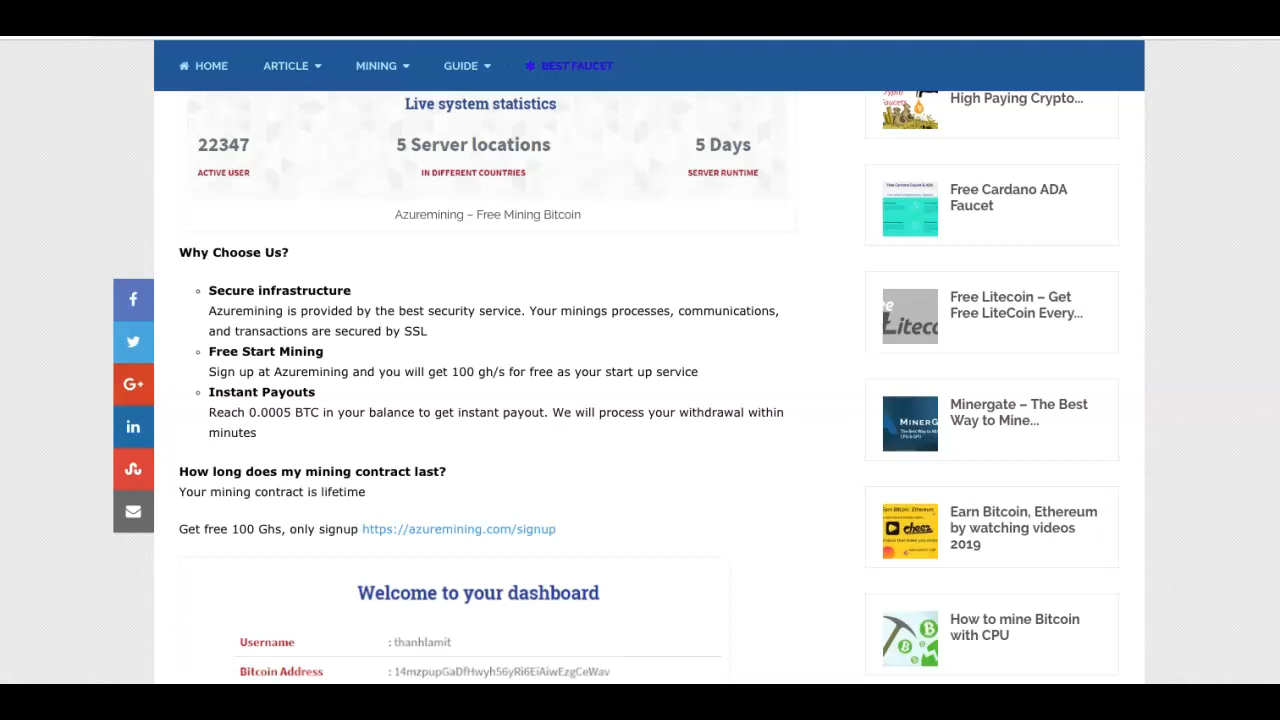 HOME ARTICLE MINING GUIDE BEST FAUCET
Live system statistics
22347 5 Server locations 5 Days
ACTIVE USER IN DIFFERENT COUNTRIES SERVER RUNTIME
Azuremining – Free Mining Bitcoin
Why Choose Us?
Secure infrastructure
Azuremining is provided by the best security service. Your minings processes, communications,
and transactions are secured by SSL
Free Start Mining
Sign up at Azuremining and you will get 100 gh/s for free as your start up service
Instant Payouts
Reach 0.0005 BTC in your balance to get instant payout. We will process your withdrawal within
minutes
How long does my mining contract last?
Your mining contract is lifetime
Get free 100 Ghs, only signup https://azuremining.com/signup
Welcome to your dashboard
Username : thanhlamit
Bitcoin Address : 14mzpupGaDfHwyh56yRi6EiAiwEzgCeWav
High Paying Crypto...
Free Cardano ADA
Faucet
Free Litecoin – Get
Free LiteCoin Every...
Minergate – The Best
Way to Mine...
Earn Bitcoin, Ethereum
by watching videos
2019
How to mine Bitcoin
with CPU